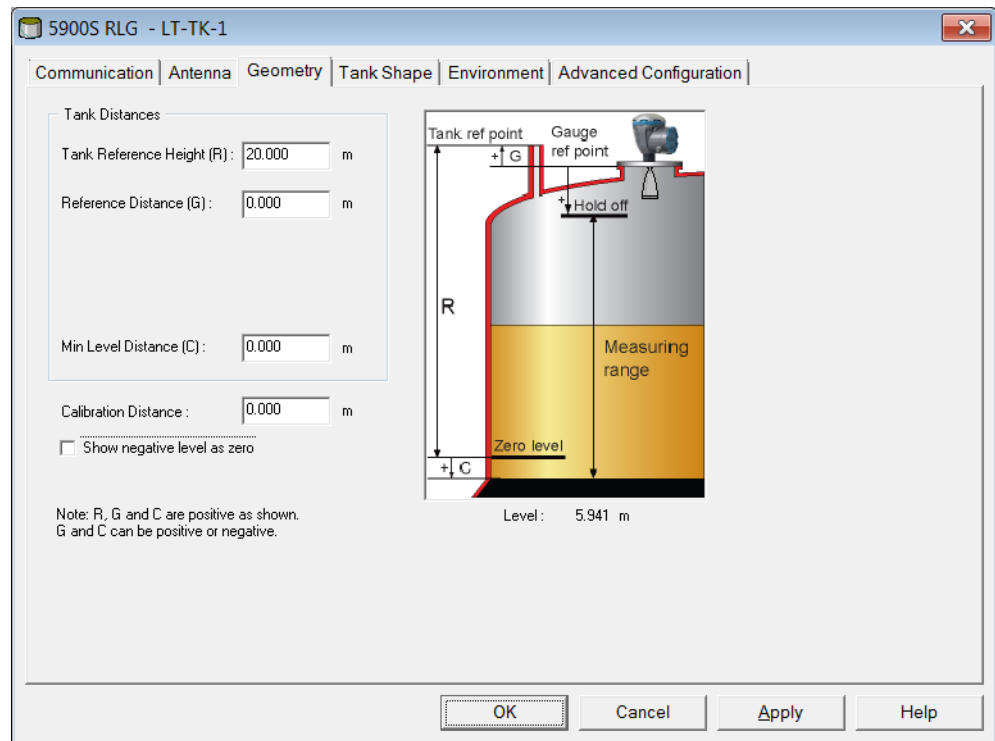 5900S RLG - LT-TK-1
Communication Antenna Geometry Tank Shape Environment Advanced Configuration
Tank Distances
Tank Reference Height (R) : 20.000 m
Reference Distance (G) : 0.000 m
Min Level Distance (C) : 0.000 m
Calibration Distance : 0.000 m
Show negative level as zero
Note: R, G and C are positive as shown.
G and C can be positive or negative.
Tank ref point
Gauge
ref point
+ G
+ Hold off
R
Measuring
range
Zero level
+ C
Level : 5.941 m
OK Cancel Apply Help